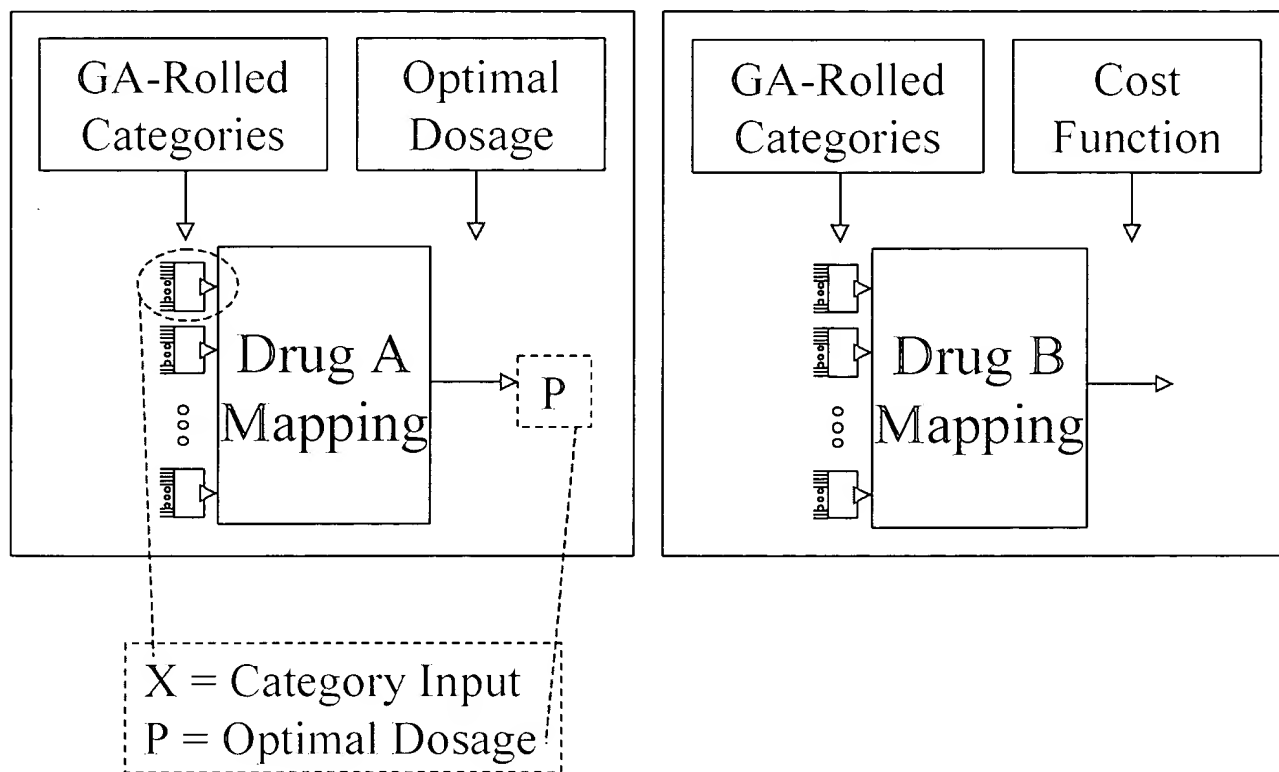 GA-Rolled
Categories
Optimal
Dosage
Drug A
Mapping
P
GA-Rolled
Categories
Cost
Function
Drug B
Mapping
X = Category Input
P = Optimal Dosage